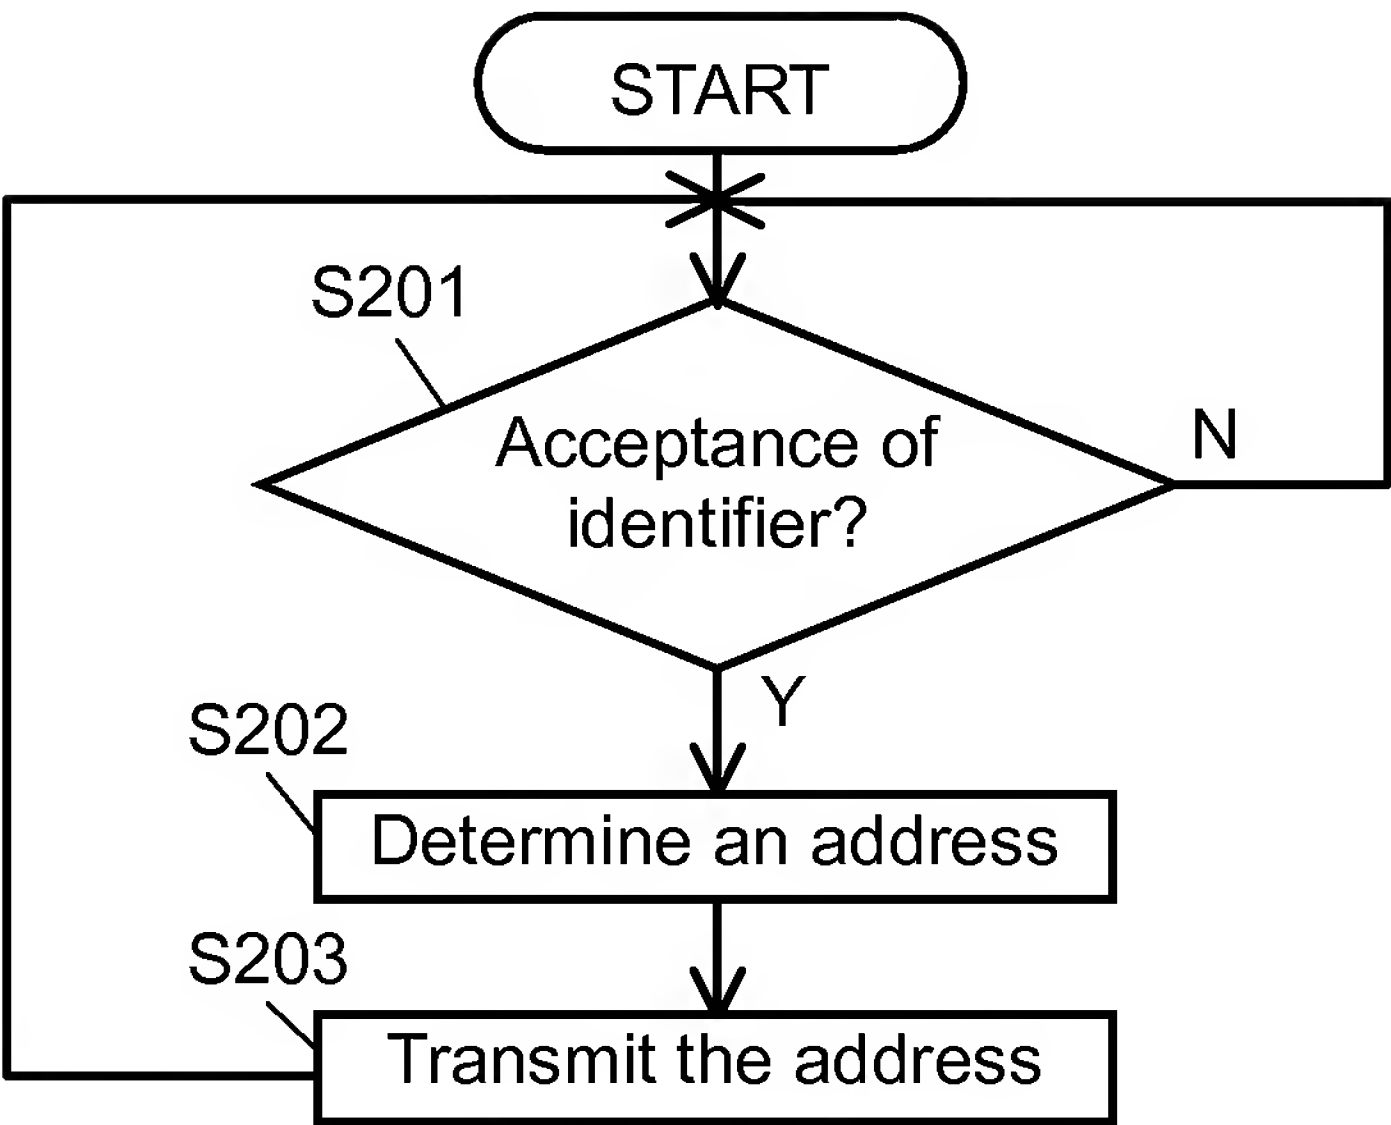 START
S201
Acceptance of
identifier?
N
Y
S202
Determine an address
S203
Transmit the address